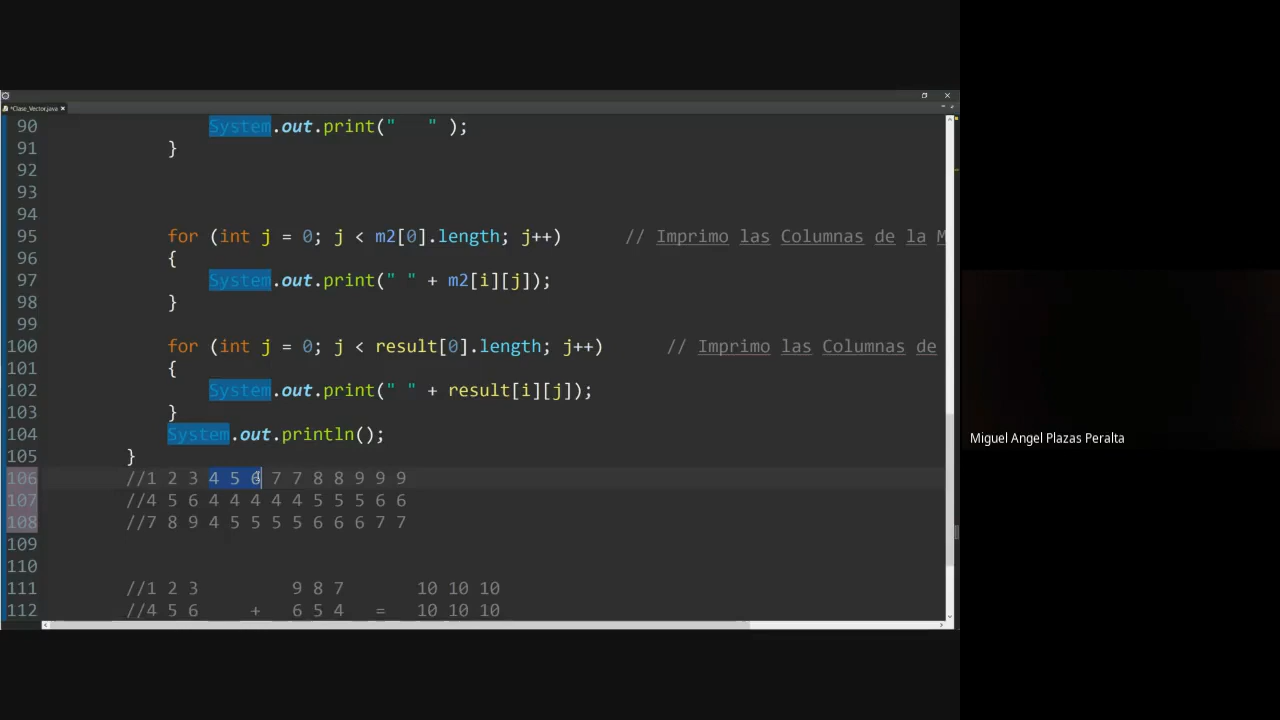 *Clase_Vector.java
90 System.out.print("   " );
91 }
92
93
94
95 for (int j = 0; j < m2[0].length; j++) // Imprimo las Columnas de la M
96 {
97 System.out.print(" " + m2[i][j]);
98 }
99
100 for (int j = 0; j < result[0].length; j++) // Imprimo las Columnas de
101 {
102 System.out.print(" " + result[i][j]);
103 }
104 System.out.println();
105 }
106 //1 2 3 4 5 6 7 7 8 8 9 9 9
107 //4 5 6 4 4 4 4 4 5 5 5 6 6
108 //7 8 9 4 5 5 5 5 6 6 6 7 7
109
110
111 //1 2 3 9 8 7 10 10 10
112 //4 5 6 + 6 5 4 = 10 10 10
Miguel Angel Plazas Peralta